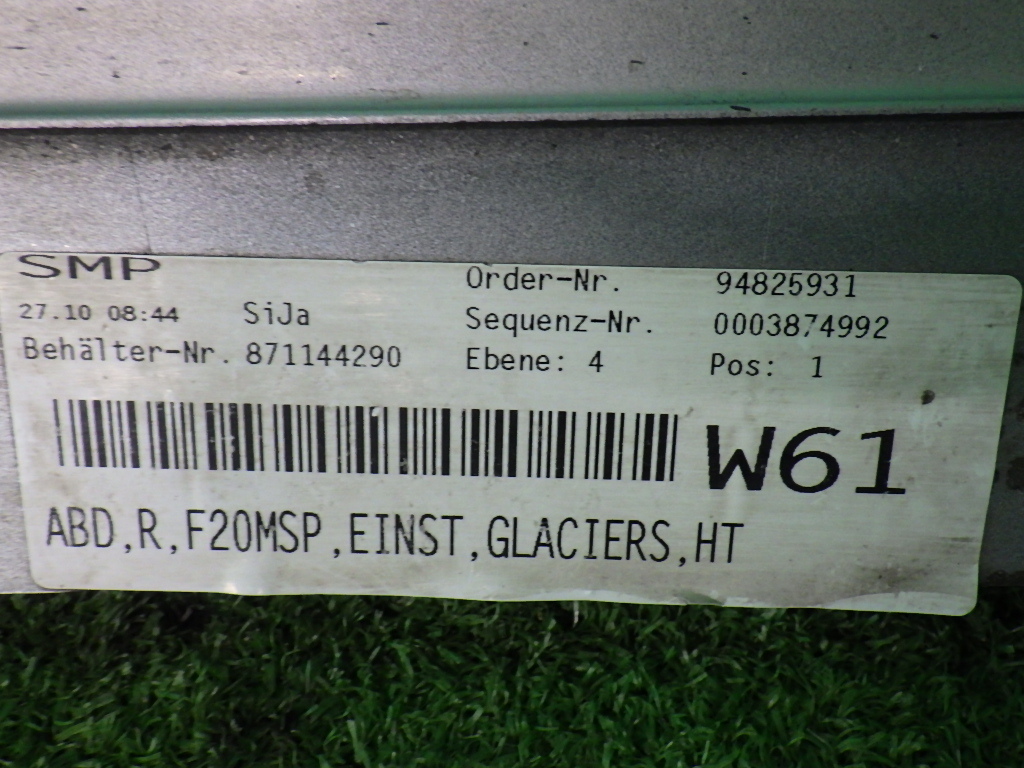 SMP Order-Nr. 94825931
27.10 08:44 SiJa Sequenz-Nr. 0003874992
Behälter-Nr. 871144290 Ebene: 4 Pos: 1
W61
ABD,R,F20MSP,EINST,GLACIERS,HT